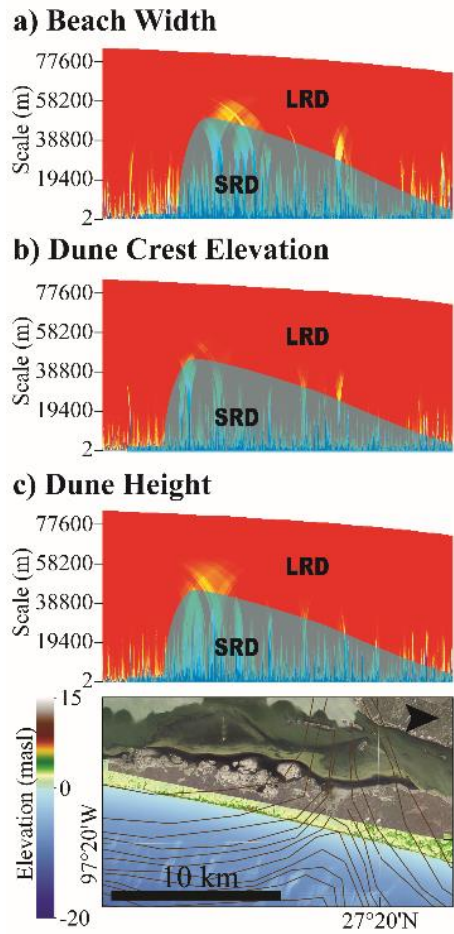 a) Beach Width
77600
58200
38800
19400
2
Scale (m)
LRD
SRD
b) Dune Crest Elevation
77600
58200
38800
19400
2
Scale (m)
LRD
SRD
c) Dune Height
77600
58200
38800
19400
2
Scale (m)
LRD
SRD
15
0
-20
Elevation (masl)
97°20'W
10 km
27°20'N